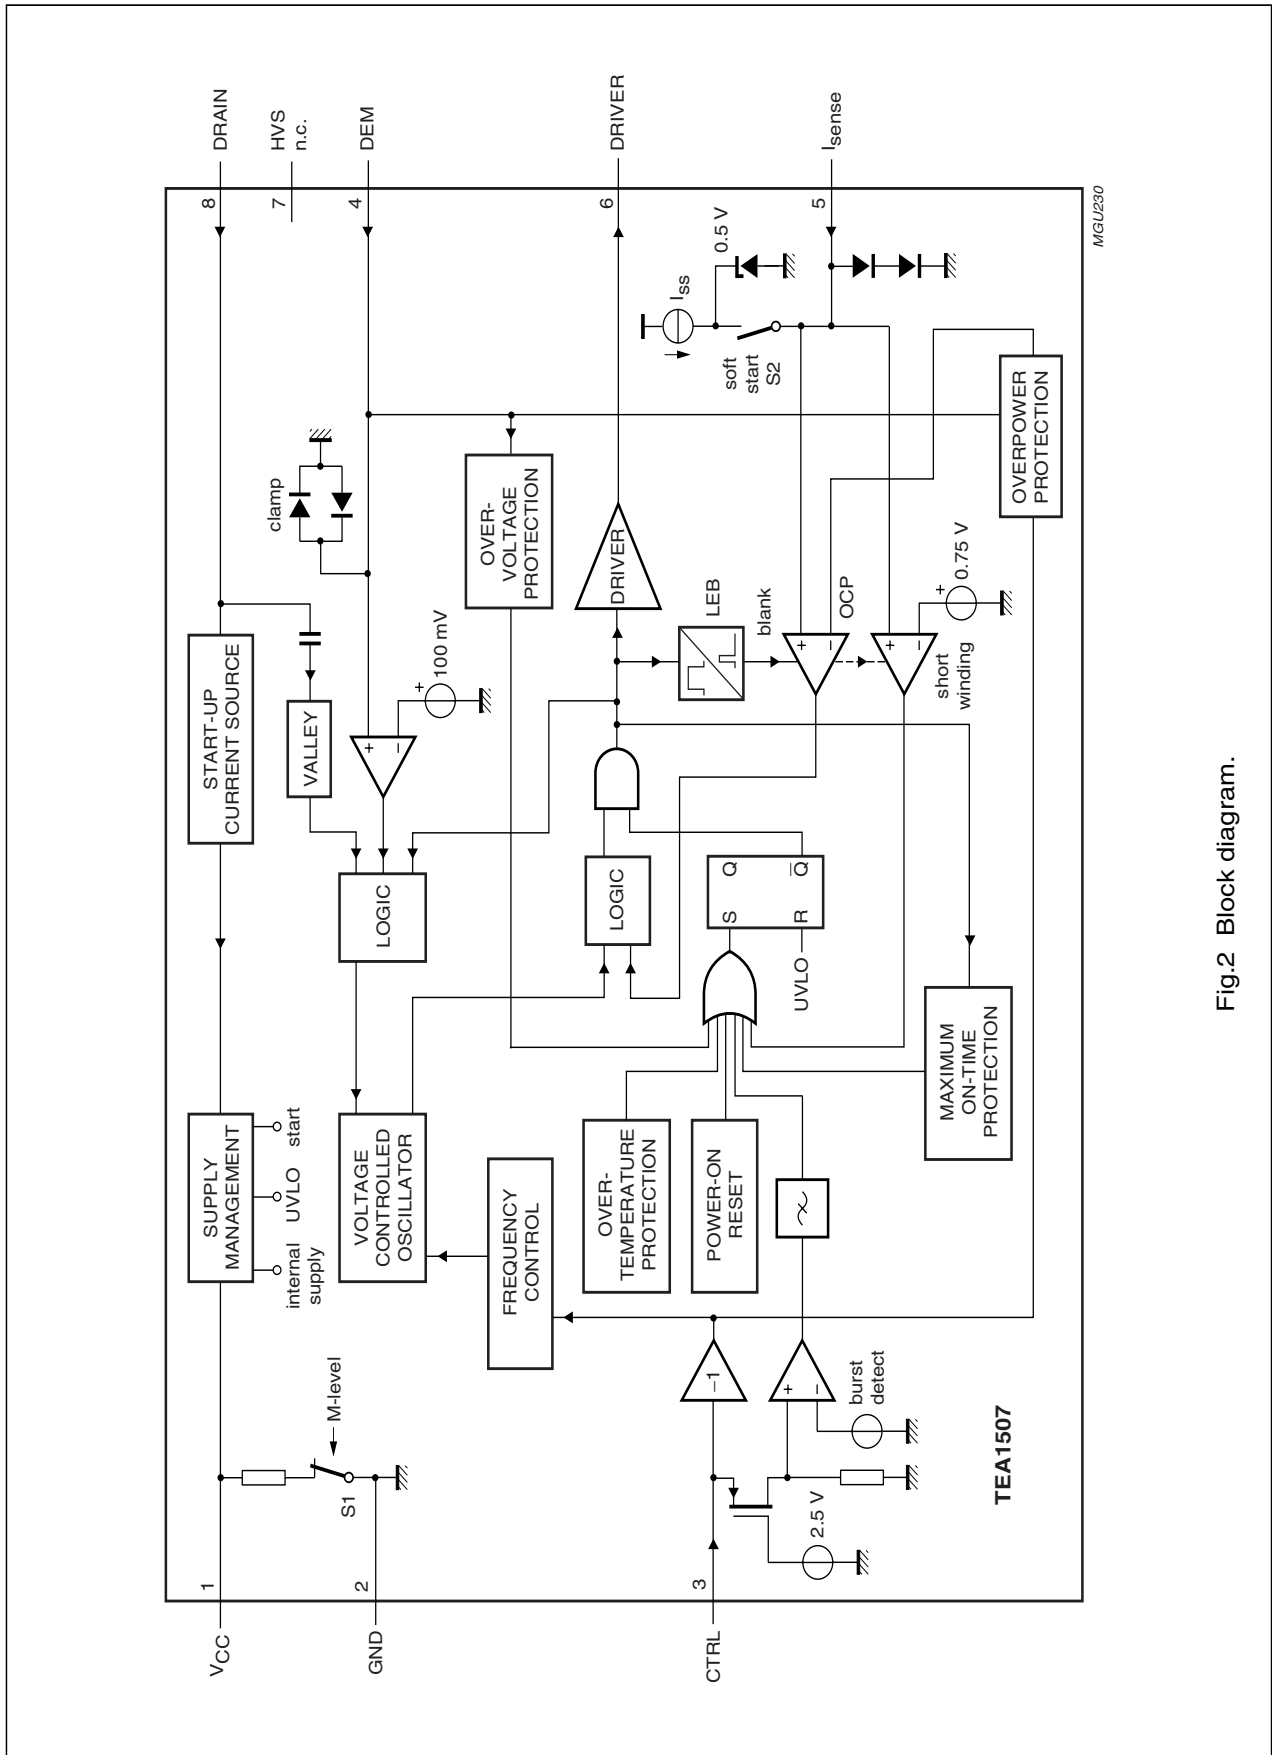 VCC
1
GND
2
S1
M-level
SUPPLY
MANAGEMENT
internal
supply
UVLO
start
START-UP
CURRENT SOURCE
8
DRAIN
7
HVS
n.c.
4
DEM
clamp
VALLEY
100 mV
+
−
LOGIC
VOLTAGE
CONTROLLED
OSCILLATOR
FREQUENCY
CONTROL
OVER-
VOLTAGE
PROTECTION
OVER-
TEMPERATURE
PROTECTION
LOGIC
DRIVER
6
DRIVER
LEB
blank
POWER-ON
RESET
S
Q
R
Q
UVLO
CTRL
3
−1
2.5 V
+
−
burst
detect
+
−
OCP
soft
start
S2
Iss
0.5 V
5
Isense
+
−
short
winding
+
0.75 V
+
MAXIMUM
ON-TIME
PROTECTION
OVERPOWER
PROTECTION
TEA1507
MGU230
Fig.2 Block diagram.